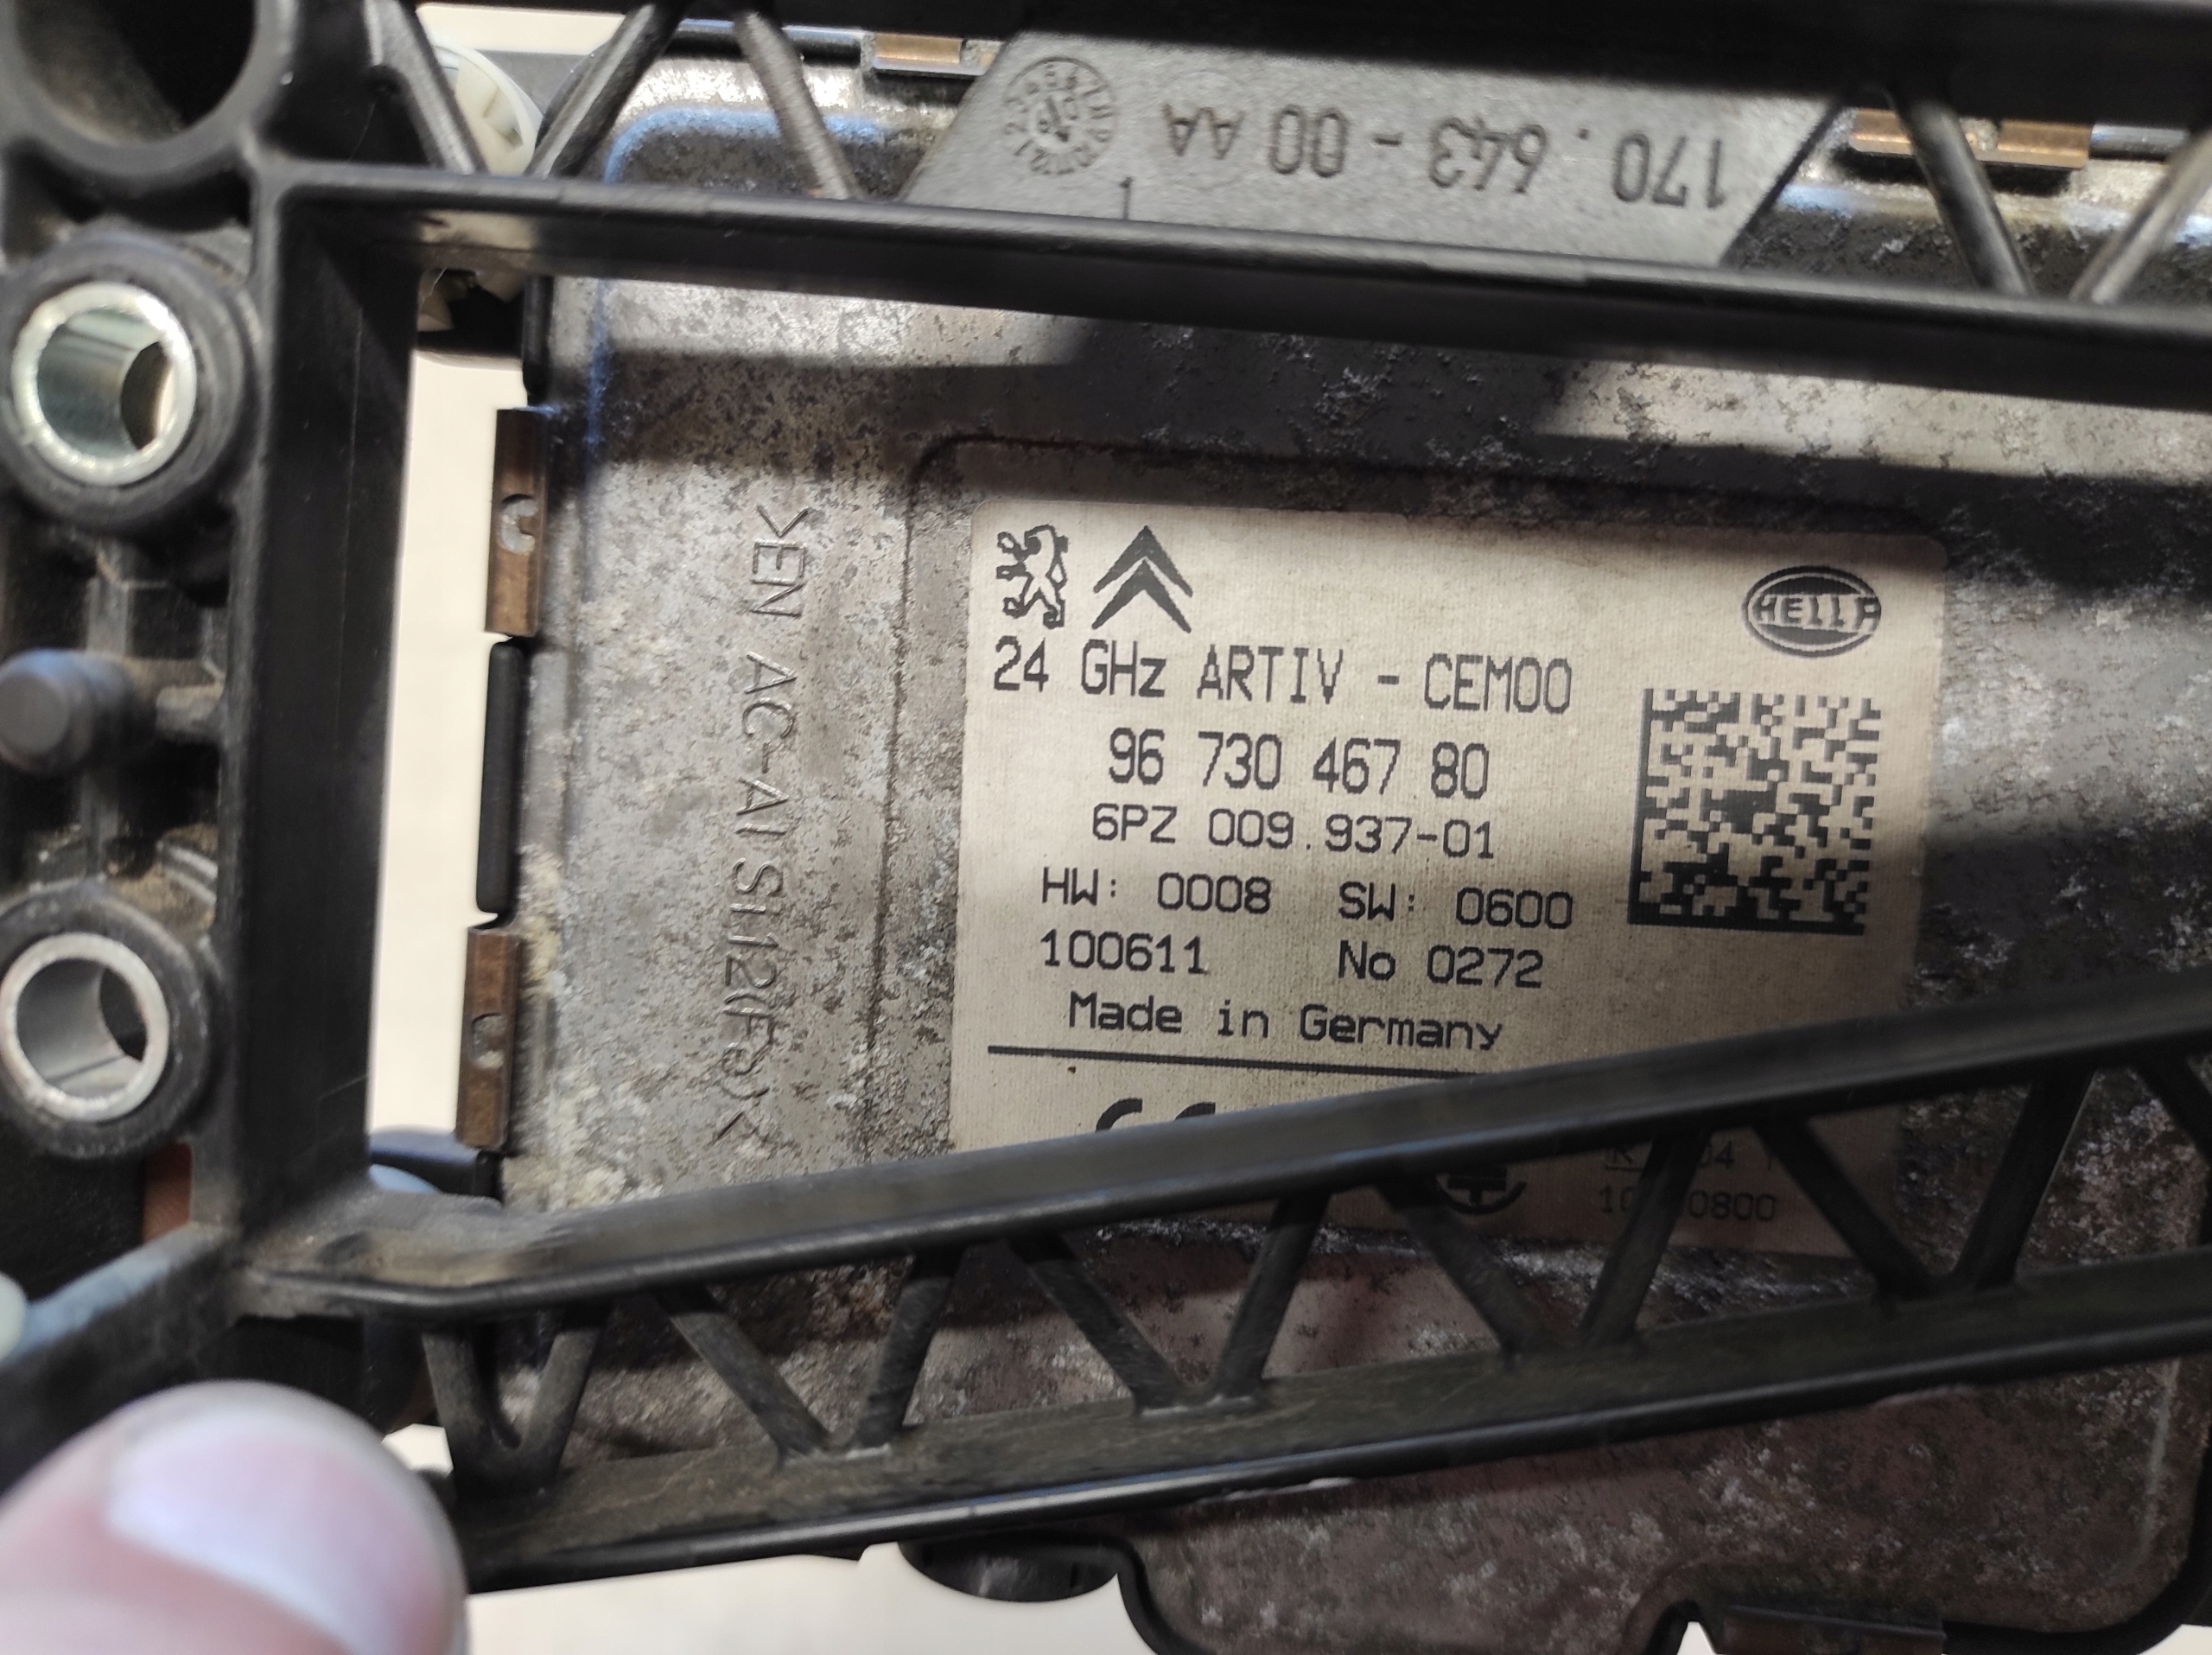 170.643-00 AA
>EN AC-AlSi12(Fe)<
HELLA
24 GHz ARTIV - CEM00
96 730 467 80
6PZ 009.937-01
HW: 0008 SW: 0600
100611 No 0272
Made in Germany